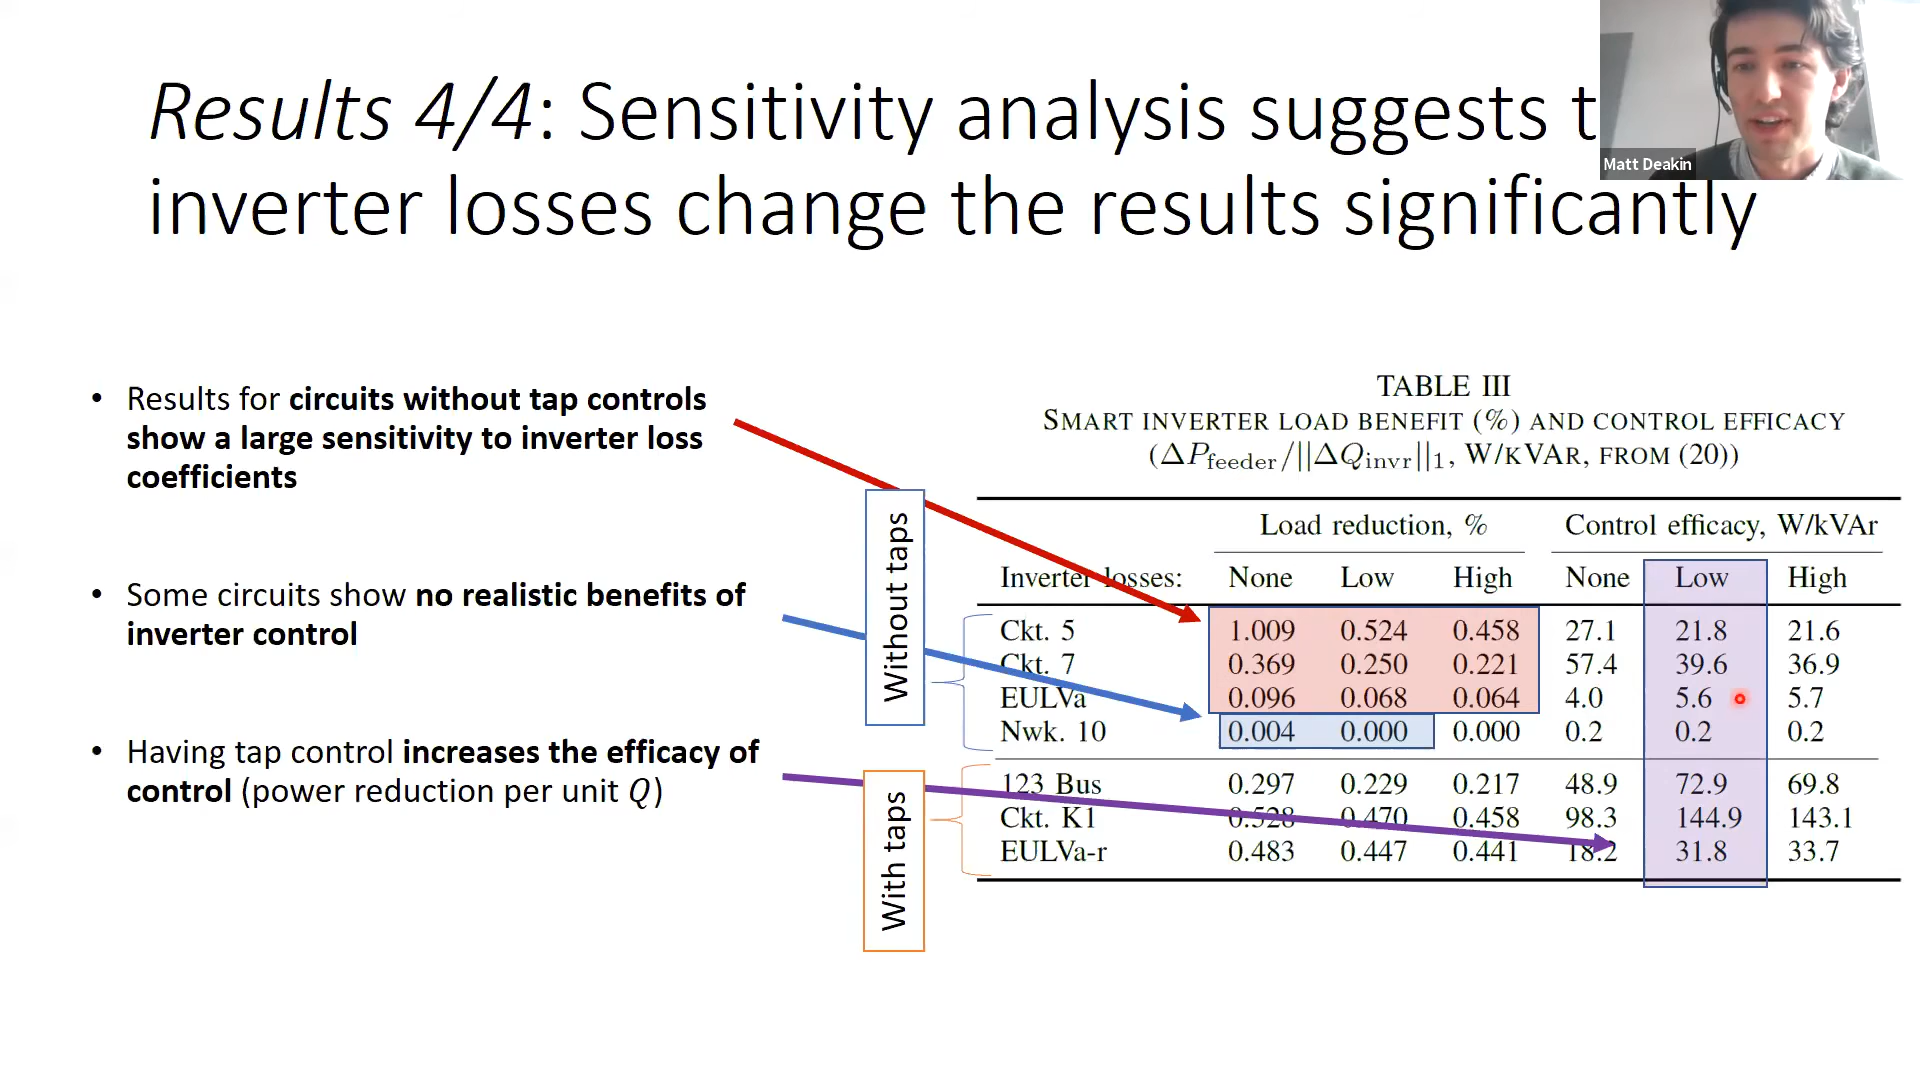 Results 4/4: Sensitivity analysis suggests t
inverter losses change the results significantly
Matt Deakin
• Results for circuits without tap controls
show a large sensitivity to inverter loss
coefficients
• Some circuits show no realistic benefits of
inverter control
• Having tap control increases the efficacy of
control (power reduction per unit Q)
Without taps
With taps
TABLE III
SMART INVERTER LOAD BENEFIT (%) AND CONTROL EFFICACY
(ΔP_feeder/||ΔQ_invr||_1, W/KVAR, FROM (20))
Load reduction, % Control efficacy, W/kVAr
Inverter losses: None Low High None Low High
Ckt. 5 1.009 0.524 0.458 27.1 21.8 21.6
Ckt. 7 0.369 0.250 0.221 57.4 39.6 36.9
EULVa 0.096 0.068 0.064 4.0 5.6 5.7
Nwk. 10 0.004 0.000 0.000 0.2 0.2 0.2
123 Bus 0.297 0.229 0.217 48.9 72.9 69.8
Ckt. K1 0.528 0.470 0.458 98.3 144.9 143.1
EULVa-r 0.483 0.447 0.441 18.2 31.8 33.7